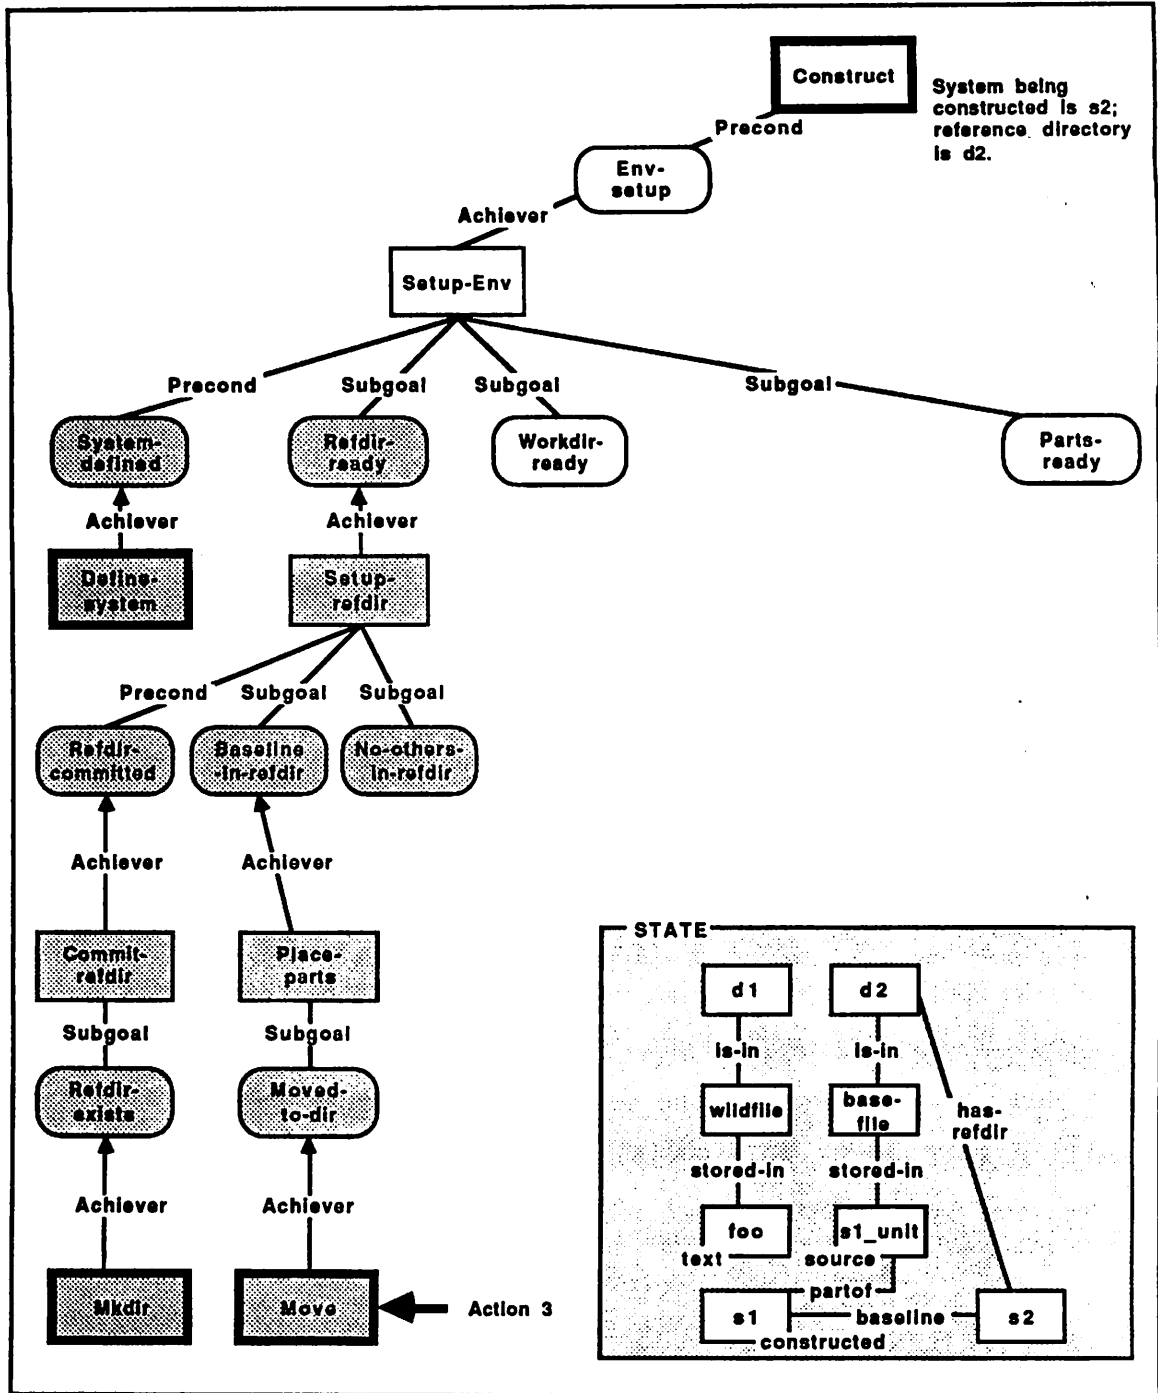 Construct
System being
constructed is s2;
reference directory
is d2.
Precond
Env-
setup
Achiever
Setup-Env
Precond
Subgoal
Subgoal
Subgoal
System-
defined
Refdir-
ready
Workdir-
ready
Parts-
ready
Achiever
Achiever
Define-
system
Setup-
refdir
Precond
Subgoal
Subgoal
Refdir-
committed
Baseline
-in-refdir
No-others-
in-refdir
Achiever
Achiever
Commit-
refdir
Place-
parts
Subgoal
Subgoal
Refdir-
exists
Moved-
to-dir
Achiever
Achiever
Mkdir
Move
Action 3
STATE
d1
d2
is-in
is-in
wildfile
base-
file
has-
refdir
stored-in
stored-in
foo
s1_unit
text
source
partof
s1
baseline
s2
constructed